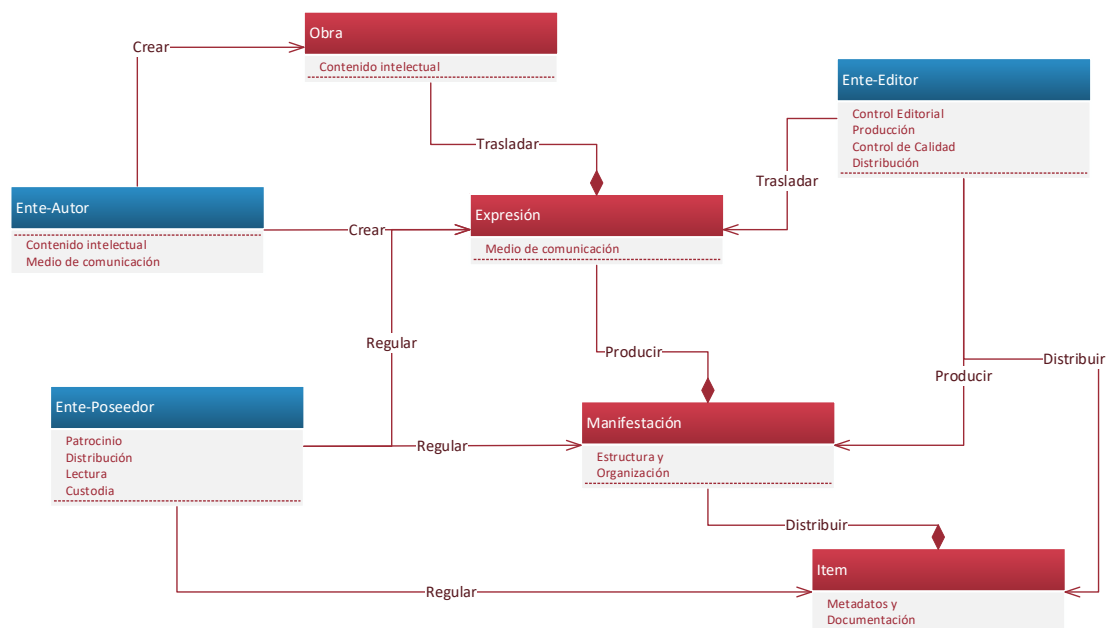 Obra
Contenido intelectual
Crear
Ente-Editor
Control Editorial
Producción
Control de Calidad
Distribución
Trasladar
Trasladar
Ente-Autor
Contenido intelectual
Medio de comunicación
Crear
Expresión
Medio de comunicación
Regular
Producir
Distribuir
Producir
Ente-Poseedor
Patrocinio
Distribución
Lectura
Custodia
Regular
Manifestación
Estructura y
Organización
Distribuir
Item
Metadatos y
Documentación
Regular